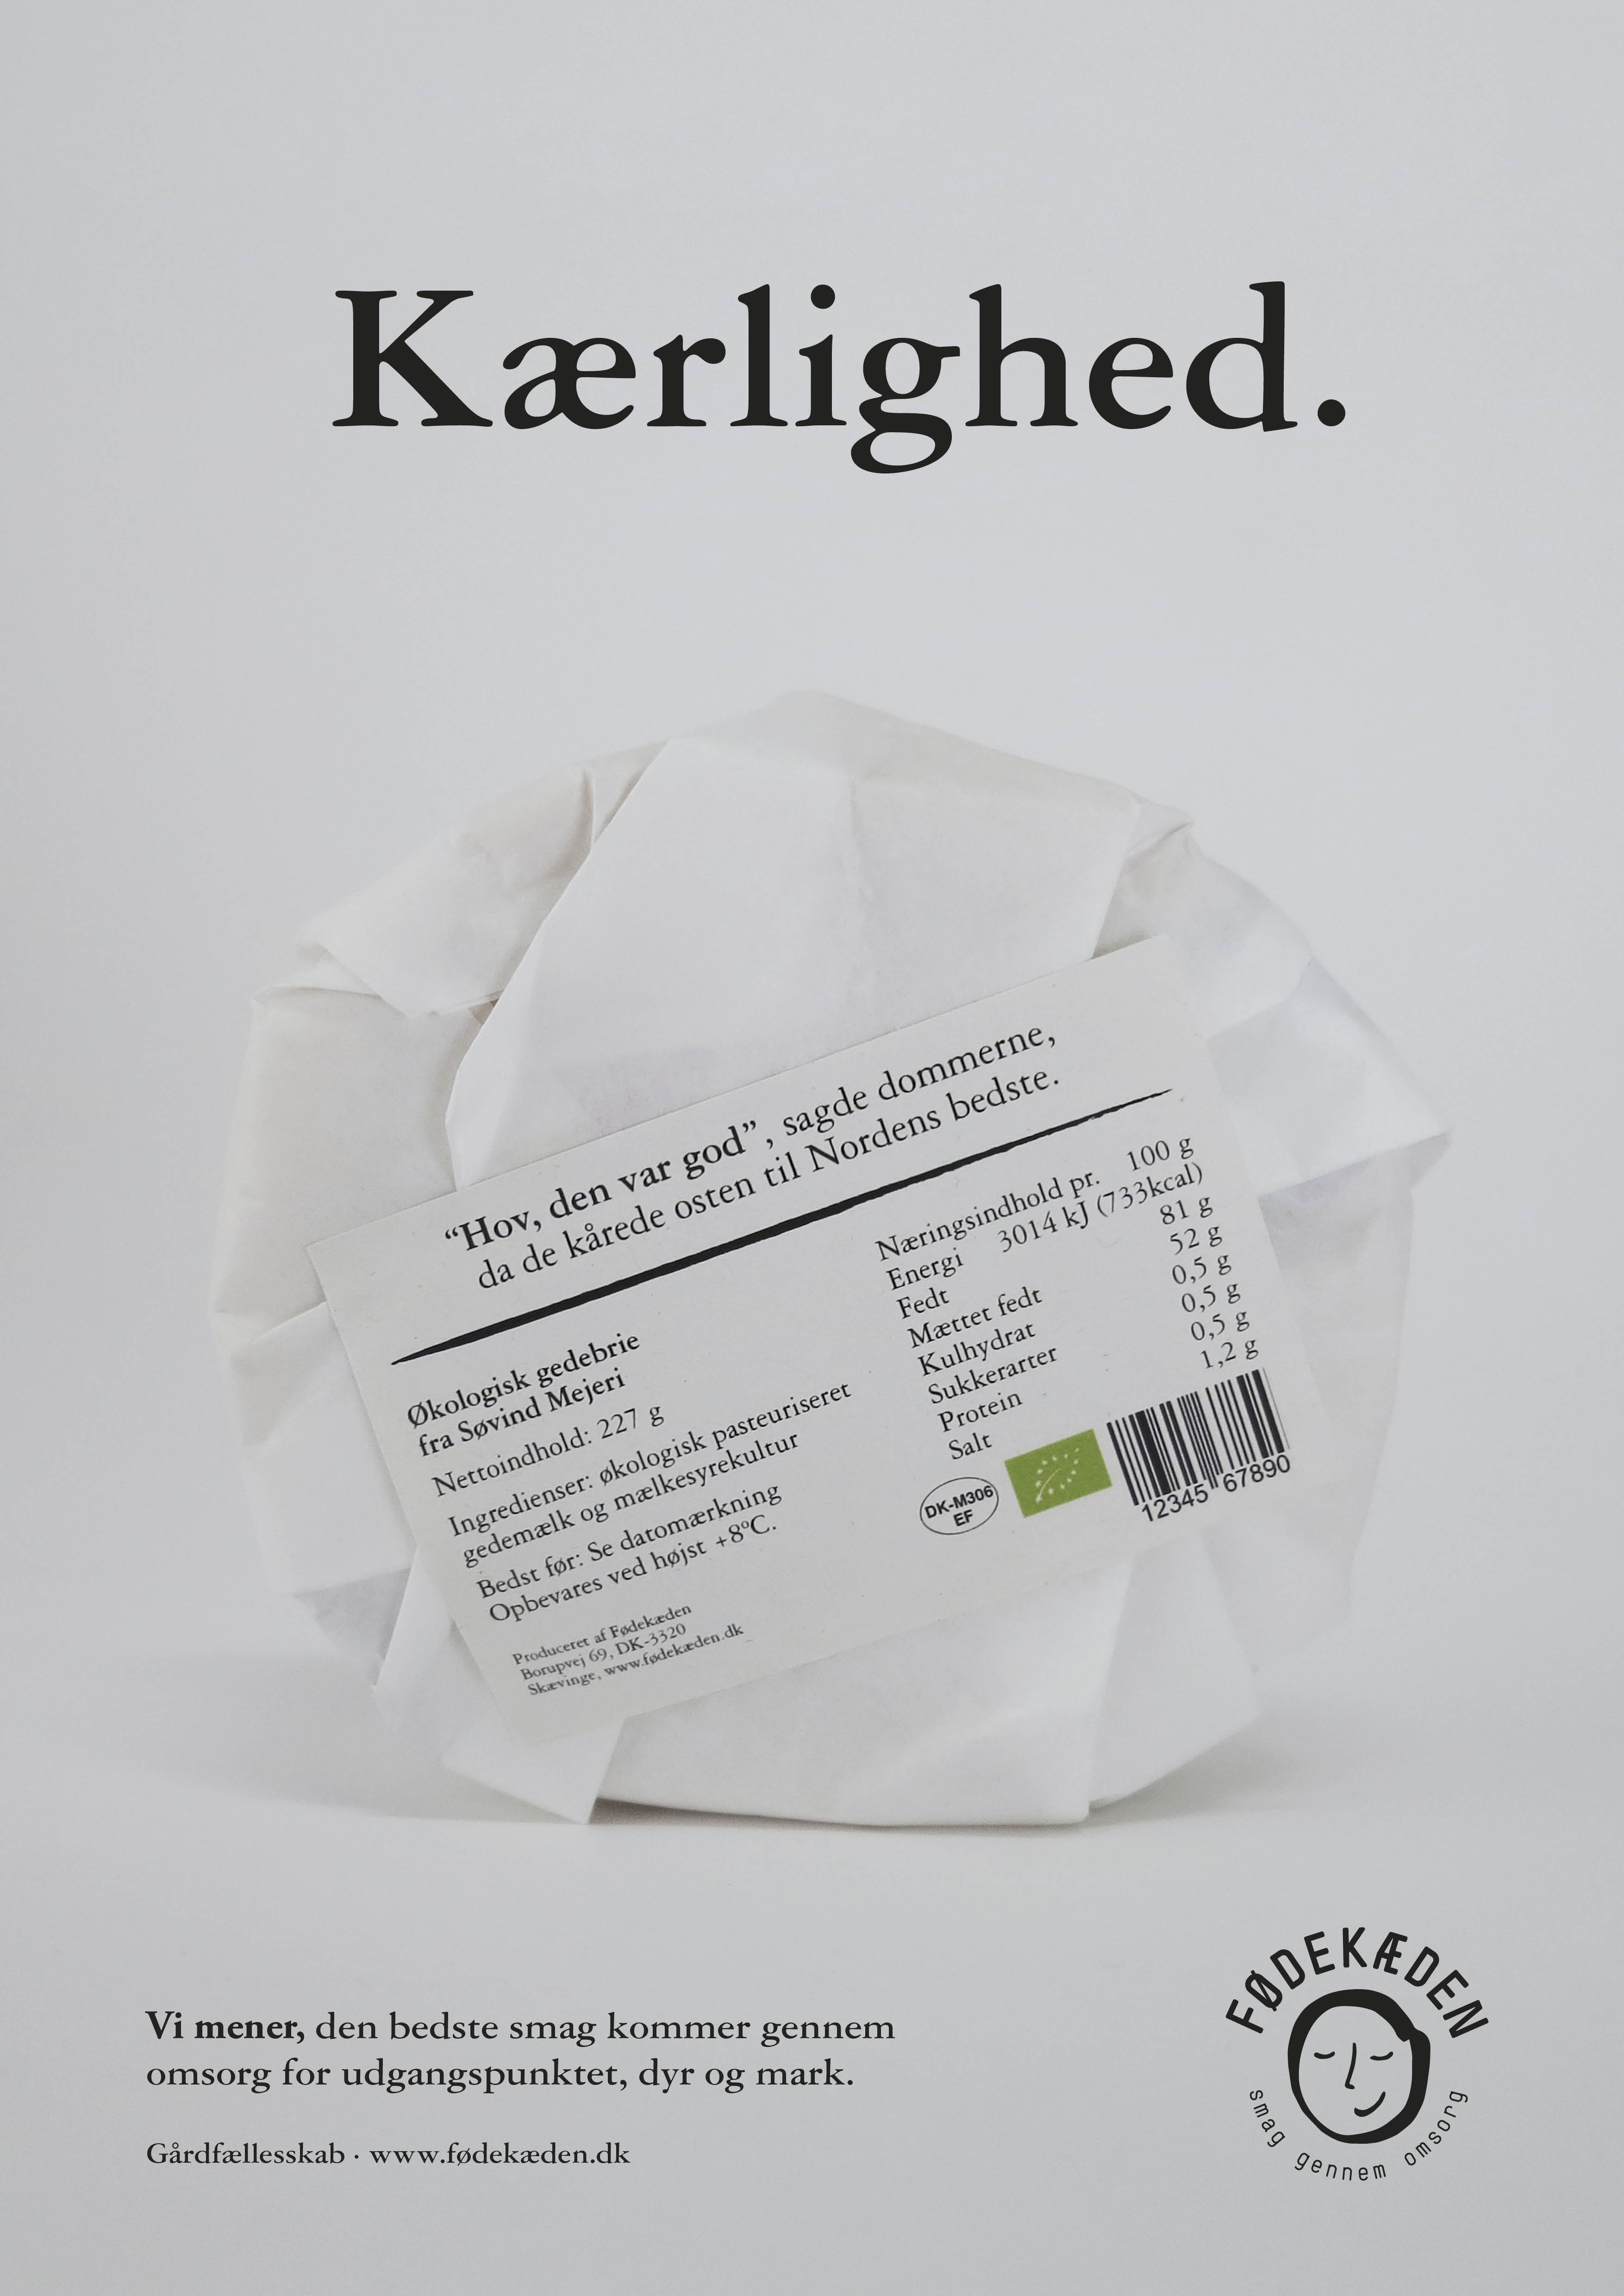 Kærlighed.
“Hov, den var god” , sagde dommerne,
da de kårede osten til Nordens bedste.
Økologisk gedebrie
fra Søvind Mejeri
Nettoindhold: 227 g
Ingredienser: økologisk pasteuriseret
gedemælk og mælkesyrekultur
Bedst før: Se datomærkning
Opbevares ved højst +8°C.
Produceret af Fødekæden
Borupvej 69, DK-3320
Skævinge, www.fødekæden.dk
Næringsindhold pr. 100 g
Energi 3014 kJ (733kcal)
Fedt 81 g
Mættet fedt 52 g
Kulhydrat 0,5 g
Sukkerarter 0,5 g
Protein 0,5 g
Salt 1,2 g
DK-M306
EF
12345 67890
Vi mener, den bedste smag kommer gennem
omsorg for udgangspunktet, dyr og mark.
Gårdfællesskab · www.fødekæden.dk
FØDEKÆDEN
smag gennem omsorg